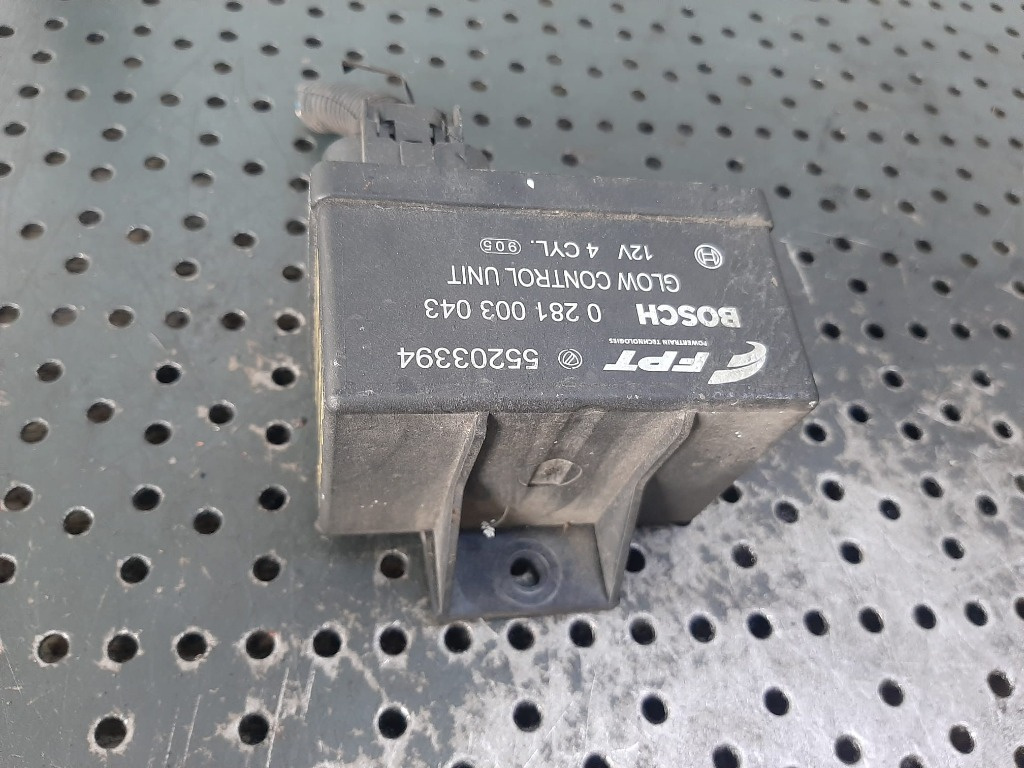 FPT 55203394
POWERTRAIN TECHNOLOGIES
BOSCH 0 281 003 043
GLOW CONTROL UNIT
12V 4 CYL. 905